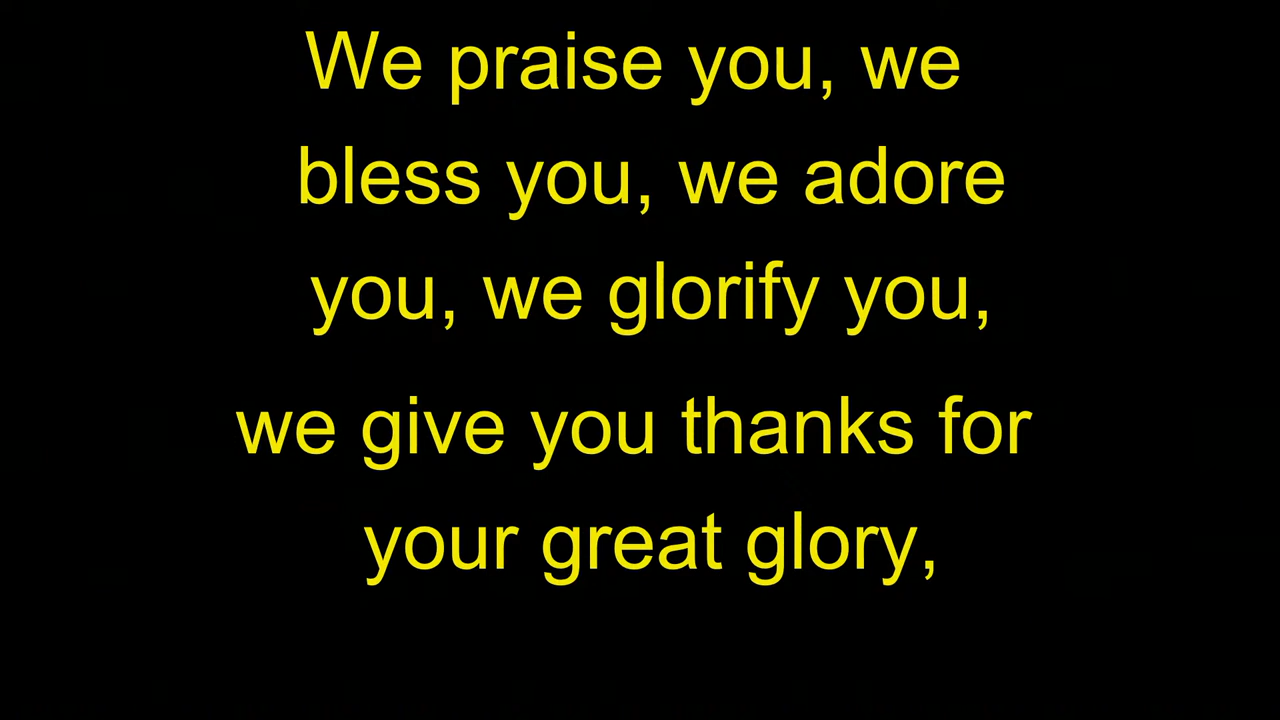 We praise you, we
bless you, we adore
you, we glorify you,
we give you thanks for
your great glory,